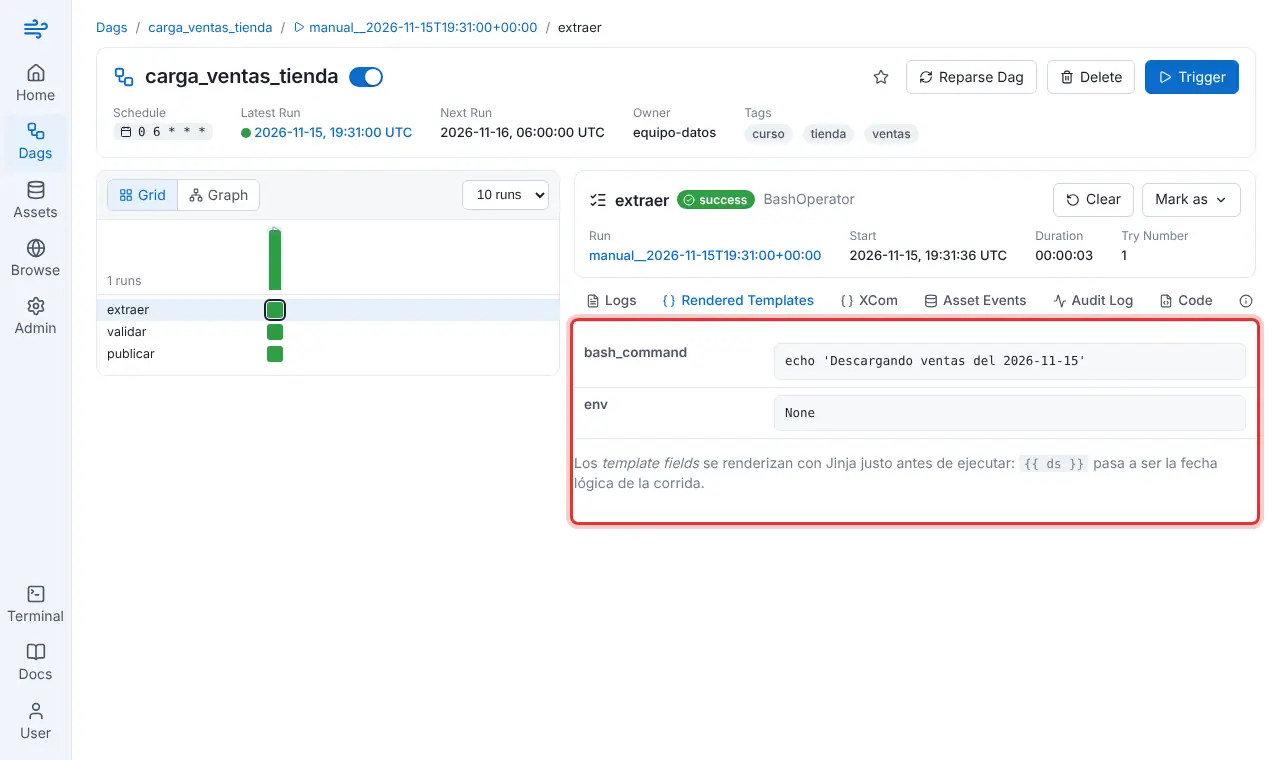 Dags / carga_ventas_tienda / manual__2026-11-15T19:31:00+00:00 / extraer
Home
Dags
Assets
Browse
Admin
Terminal
Docs
User
carga_ventas_tienda
Reparse Dag
Delete
Trigger
Schedule
0 6 * * *
Latest Run
2026-11-15, 19:31:00 UTC
Next Run
2026-11-16, 06:00:00 UTC
Owner
equipo-datos
Tags
curso tienda ventas
Grid
Graph
10 runs
1 runs
extraer
validar
publicar
extraer success BashOperator
Clear
Mark as
Run
manual__2026-11-15T19:31:00+00:00
Start
2026-11-15, 19:31:36 UTC
Duration
00:00:03
Try Number
1
Logs
{} Rendered Templates
{} XCom
Asset Events
Audit Log
Code
bash_command
echo 'Descargando ventas del 2026-11-15'
env
None
Los template fields se renderizan con Jinja justo antes de ejecutar: {{ ds }} pasa a ser la fecha
lógica de la corrida.